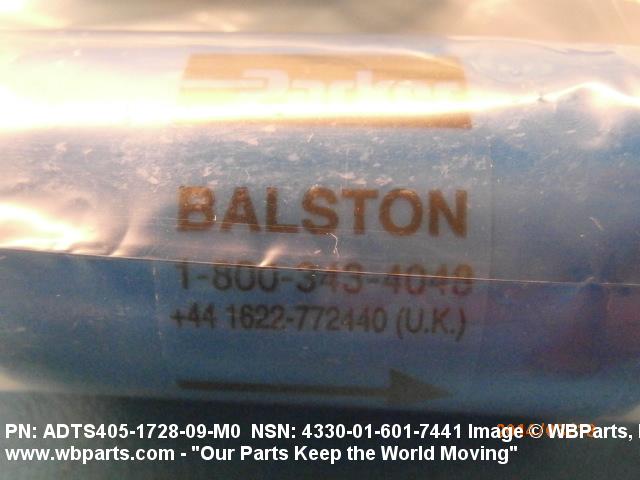 Parker
BALSTON
1-800-343-4048
+44 1622-772440 (U.K.)
PN: ADTS405-1728-09-M0 NSN: 4330-01-601-7441 Image © WBParts,
www.wbparts.com - "Our Parts Keep the World Moving"